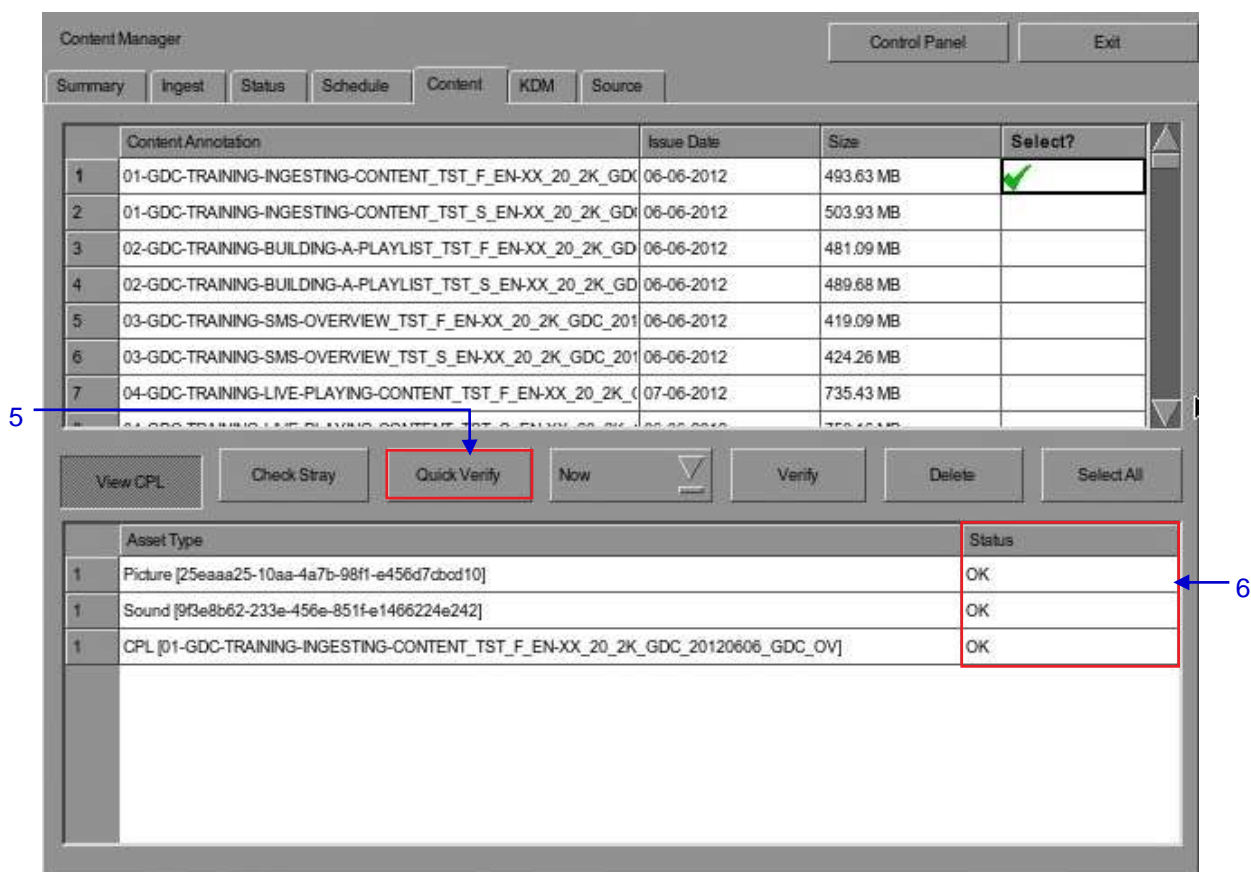 Content Manager Control Panel Exit
Summary Ingest Status Schedule Content KDM Source
Content Annotation Issue Date Size Select?
1 01-GDC-TRAINING-INGESTING-CONTENT_TST_F_EN-XX_20_2K_GD( 06-06-2012 493.63 MB
2 01-GDC-TRAINING-INGESTING-CONTENT_TST_S_EN-XX_20_2K_GD( 06-06-2012 503.93 MB
3 02-GDC-TRAINING-BUILDING-A-PLAYLIST_TST_F_EN-XX_20_2K_GD 06-06-2012 481.09 MB
4 02-GDC-TRAINING-BUILDING-A-PLAYLIST_TST_S_EN-XX_20_2K_GD 06-06-2012 489.68 MB
5 03-GDC-TRAINING-SMS-OVERVIEW_TST_F_EN-XX_20_2K_GDC_201 06-06-2012 419.09 MB
6 03-GDC-TRAINING-SMS-OVERVIEW_TST_S_EN-XX_20_2K_GDC_201 06-06-2012 424.26 MB
7 04-GDC-TRAINING-LIVE-PLAYING-CONTENT_TST_F_EN-XX_20_2K_( 07-06-2012 735.43 MB
5
View CPL Check Stray Quick Verify Now Verify Delete Select All
Asset Type Status
1 Picture [25eaaa25-10aa-4a7b-98f1-e456d7cbcd10] OK
6
1 Sound [9f3e8b62-233e-456e-851f-e1466224e242] OK
1 CPL [01-GDC-TRAINING-INGESTING-CONTENT_TST_F_EN-XX_20_2K_GDC_20120606_GDC_OV] OK